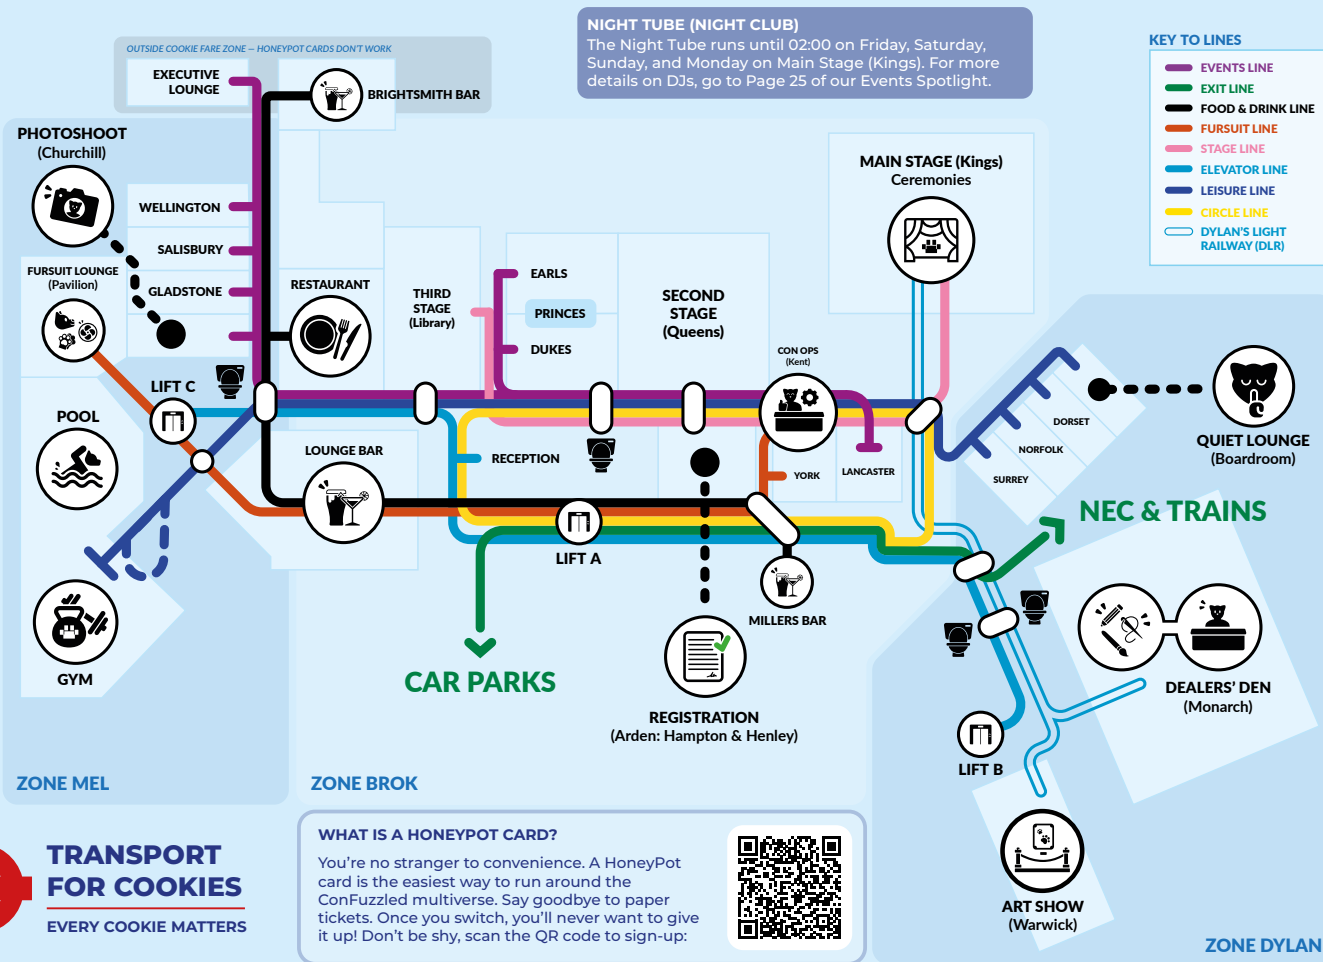 NIGHT TUBE (NIGHT CLUB)
The Night Tube runs until 02:00 on Friday, Saturday,
Sunday, and Monday on Main Stage (Kings). For more
details on DJs, go to Page 25 of our Events Spotlight.
KEY TO LINES
EVENTS LINE
EXIT LINE
FOOD & DRINK LINE
FURSUIT LINE
STAGE LINE
ELEVATOR LINE
LEISURE LINE
CIRCLE LINE
DYLAN'S LIGHT
RAILWAY (DLR)
OUTSIDE COOKIE FARE ZONE – HONEYPOT CARDS DON'T WORK
EXECUTIVE
LOUNGE
BRIGHTSMITH BAR
PHOTOSHOOT
(Churchill)
WELLINGTON
SALISBURY
GLADSTONE
FURSUIT LOUNGE
(Pavilion)
RESTAURANT
THIRD
STAGE
(Library)
EARLS
PRINCES
DUKES
SECOND
STAGE
(Queens)
MAIN STAGE (Kings)
Ceremonies
CON OPS
(Kent)
LIFT C
POOL
LOUNGE BAR
RECEPTION
YORK
LANCASTER
DORSET
NORFOLK
SURREY
QUIET LOUNGE
(Boardroom)
NEC & TRAINS
LIFT A
MILLERS BAR
GYM
CAR PARKS
REGISTRATION
(Arden: Hampton & Henley)
DEALERS' DEN
(Monarch)
LIFT B
ART SHOW
(Warwick)
ZONE MEL
ZONE BROK
ZONE DYLAN
TRANSPORT
FOR COOKIES
EVERY COOKIE MATTERS
WHAT IS A HONEYPOT CARD?
You're no stranger to convenience. A HoneyPot
card is the easiest way to run around the
ConFuzzled multiverse. Say goodbye to paper
tickets. Once you switch, you'll never want to give
it up! Don't be shy, scan the QR code to sign-up: